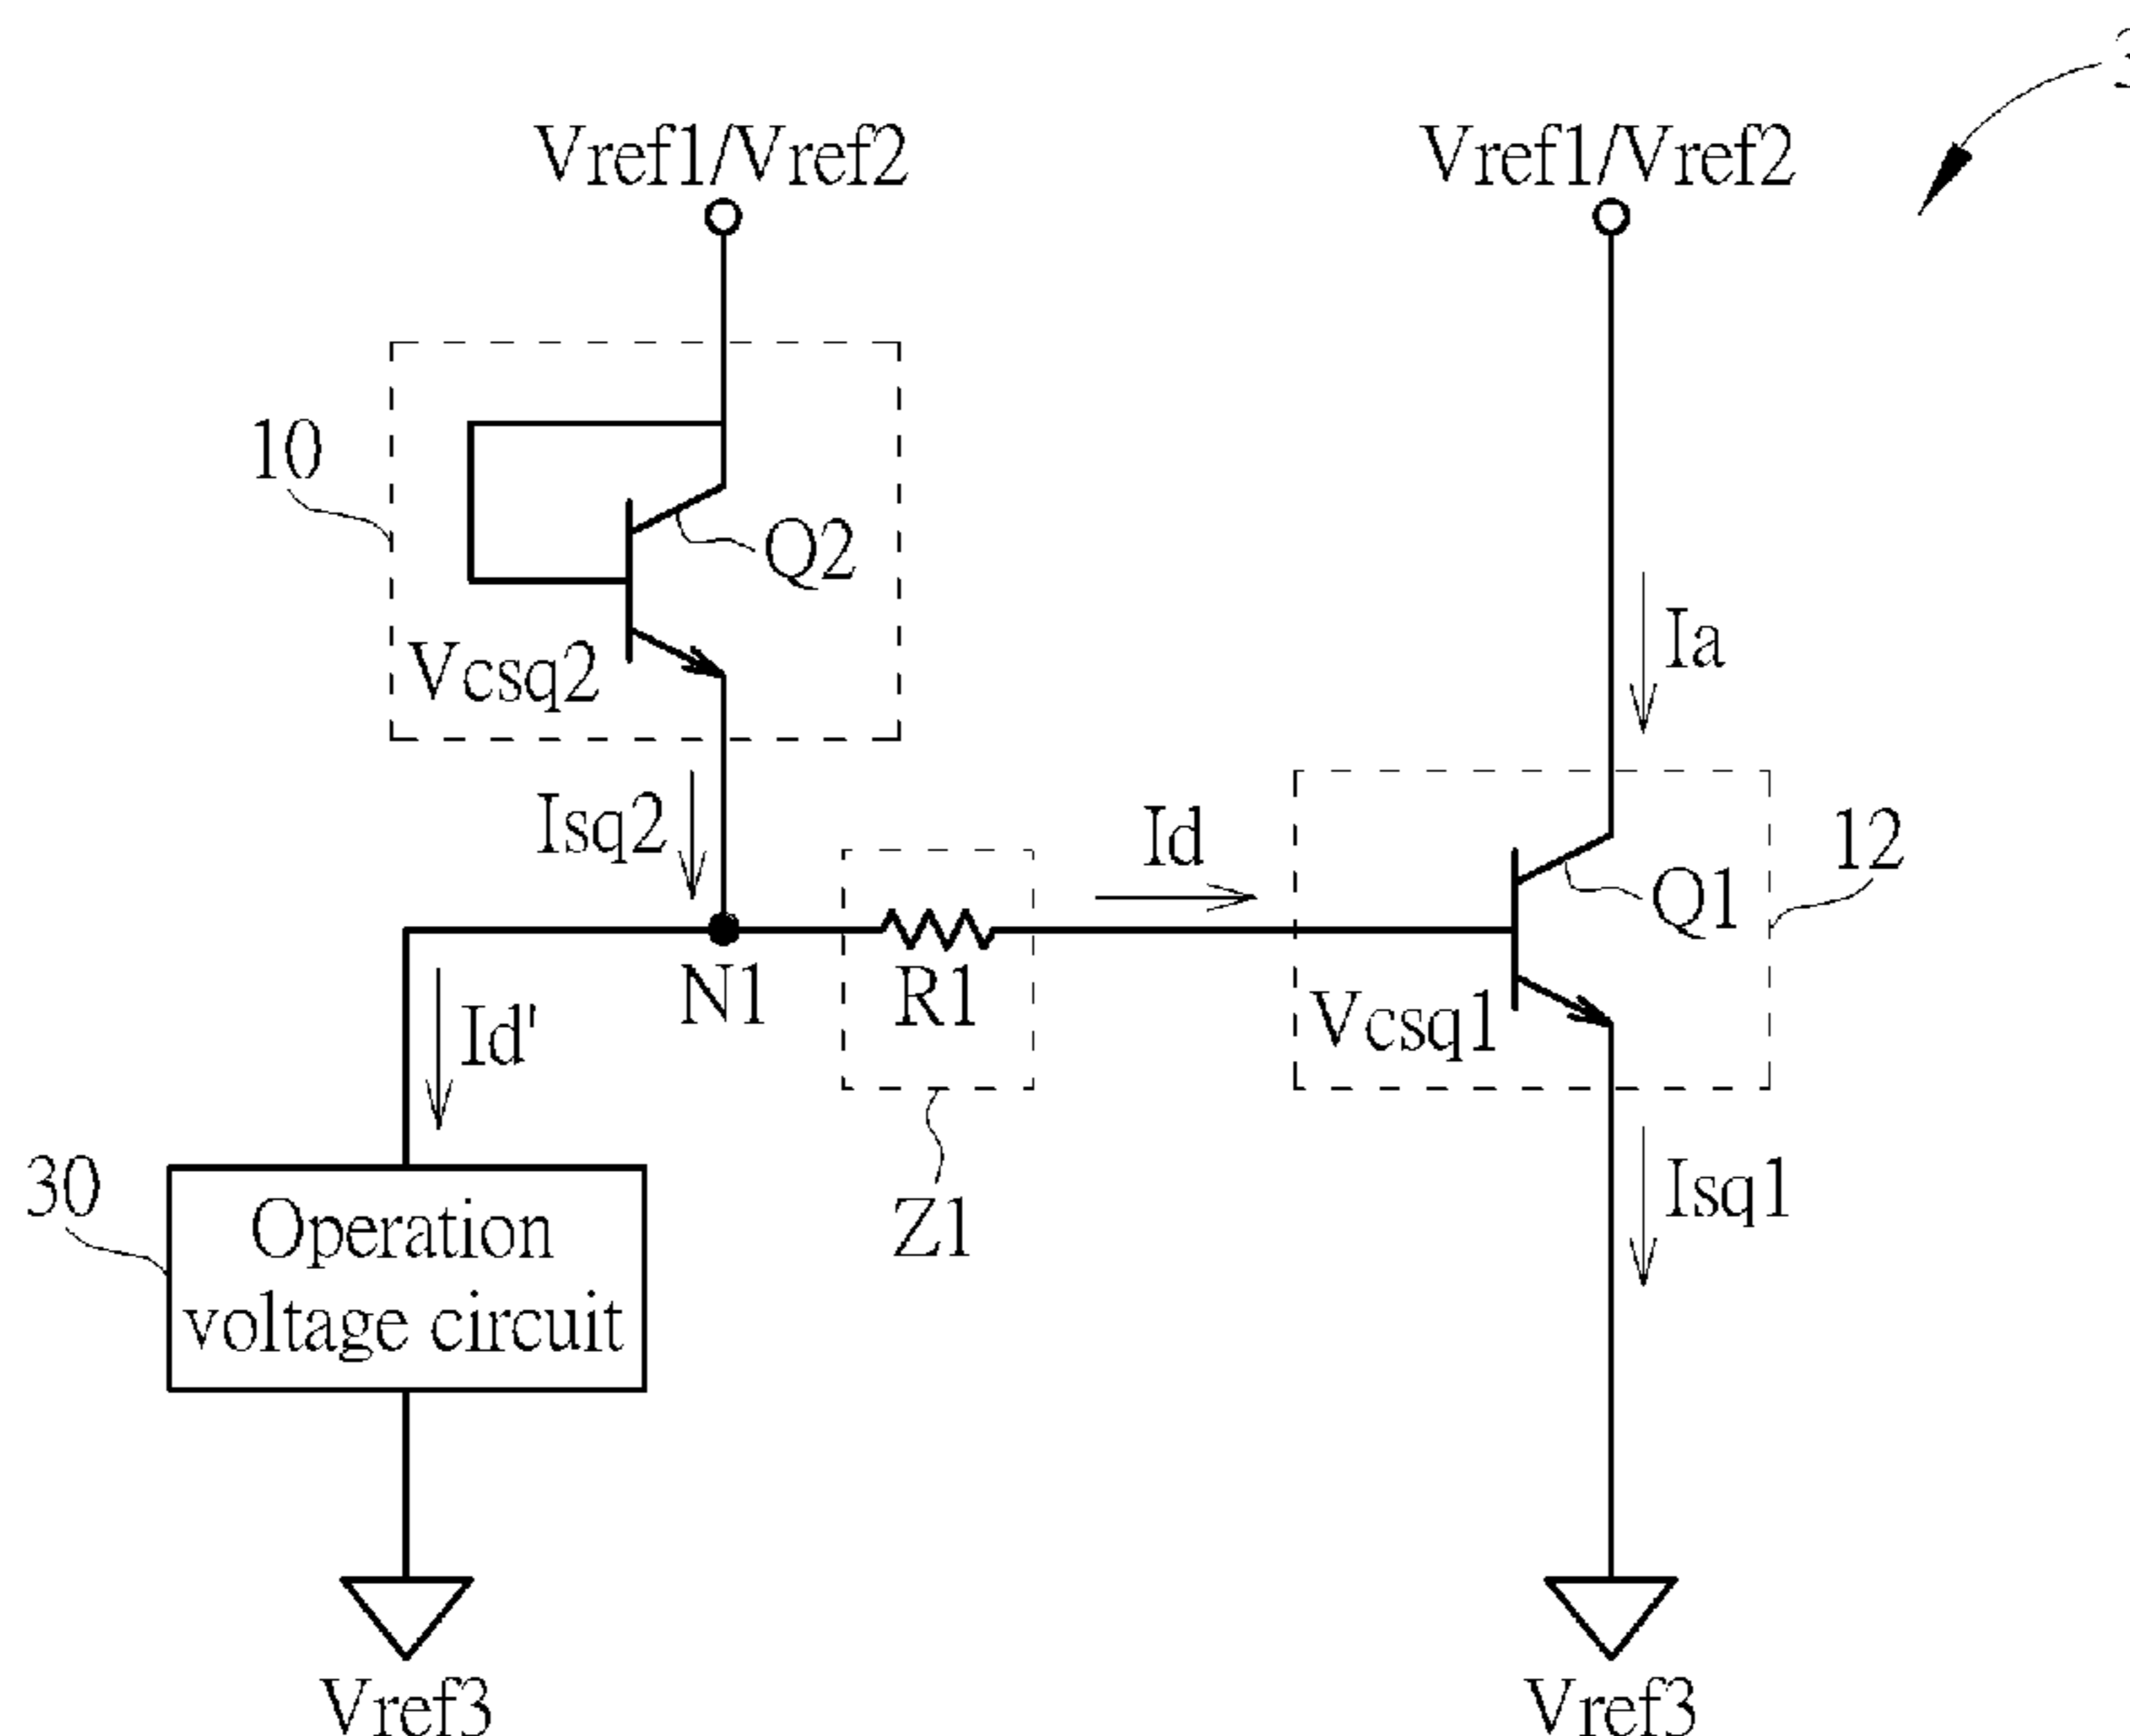 3
Vref1/Vref2
Vref1/Vref2
10
Q2
Vcsq2
Ia
Isq2
Id
12
Q1
N1
R1
Vcsq1
Id'
30
Operation
voltage circuit
Z1
Isq1
Vref3
Vref3